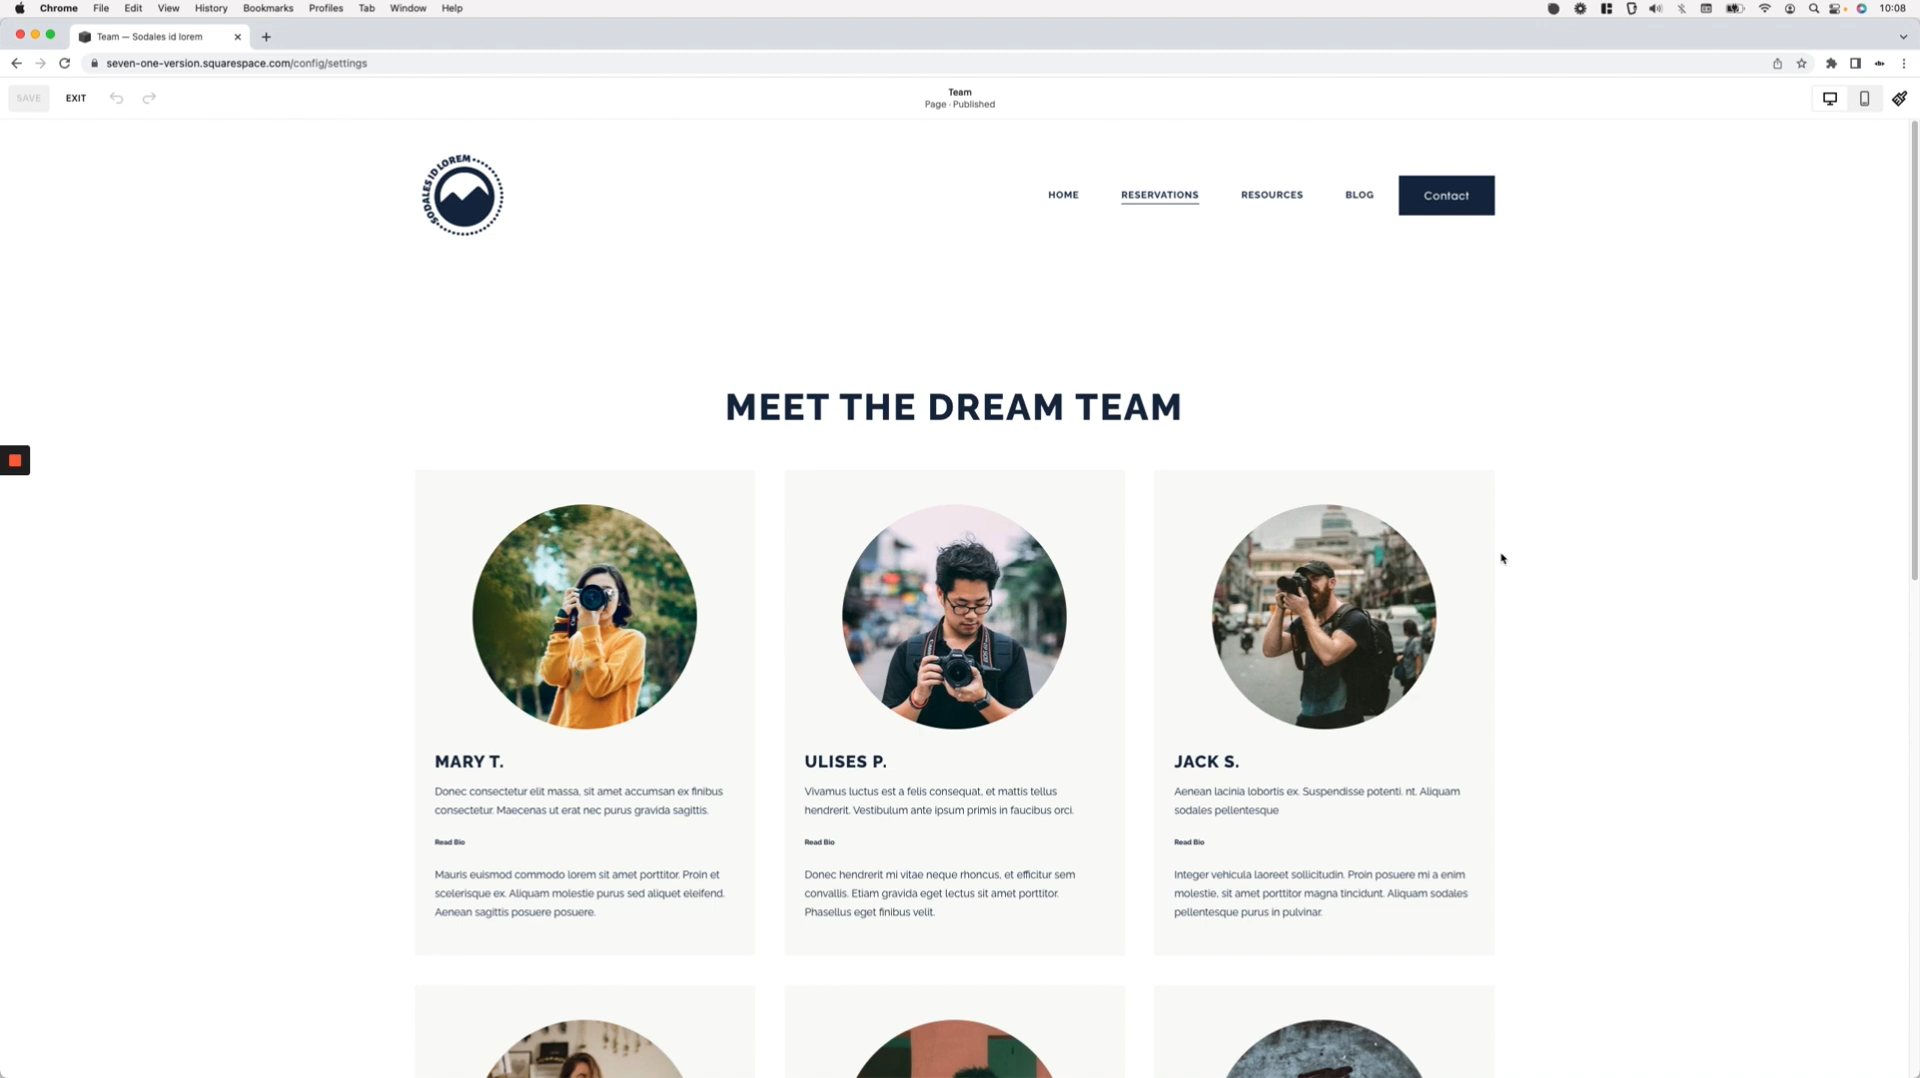 Chrome File Edit View History Bookmarks Profiles Tab Window Help 10:08
Team — Sodales id lorem
seven-one-version.squarespace.com/config/settings
SAVE EXIT
Team
Page · Published
SODALES ID LOREM
HOME RESERVATIONS RESOURCES BLOG Contact
MEET THE DREAM TEAM
MARY T.
Donec consectetur elit massa, sit amet accumsan ex finibus
consectetur. Maecenas ut erat nec purus gravida sagittis.
Read Bio
Mauris euismod commodo lorem sit amet porttitor. Proin et
scelerisque ex. Aliquam molestie purus sed aliquet eleifend.
Aenean sagittis posuere posuere.
ULISES P.
Vivamus luctus est a felis consequat, et mattis tellus
hendrerit. Vestibulum ante ipsum primis in faucibus orci.
Read Bio
Donec hendrerit mi vitae neque rhoncus, et efficitur sem
convallis. Etiam gravida eget lectus sit amet porttitor.
Phasellus eget finibus velit.
JACK S.
Aenean lacinia lobortis ex. Suspendisse potenti. nt. Aliquam
sodales pellentesque
Read Bio
Integer vehicula laoreet sollicitudin. Proin posuere mi a enim
molestie, sit amet porttitor magna tincidunt. Aliquam sodales
pellentesque purus in pulvinar.